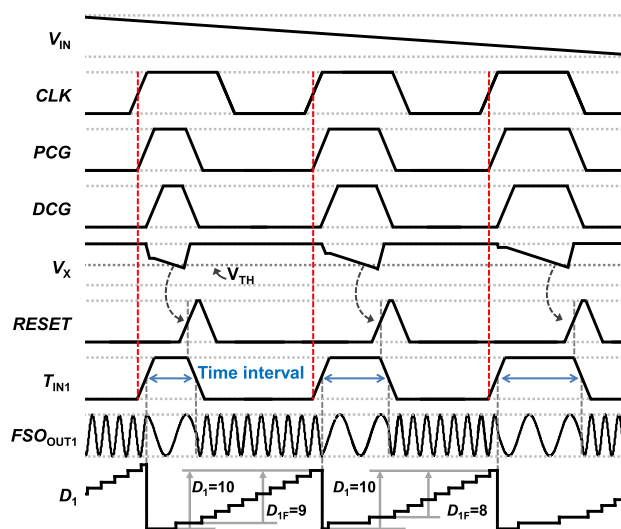 V_IN
CLK
PCG
DCG
V_X
V_TH
RESET
T_IN1
Time interval
FSO_OUT1
D_1
D_1=10
D_1F=9
D_1=10
D_1F=8